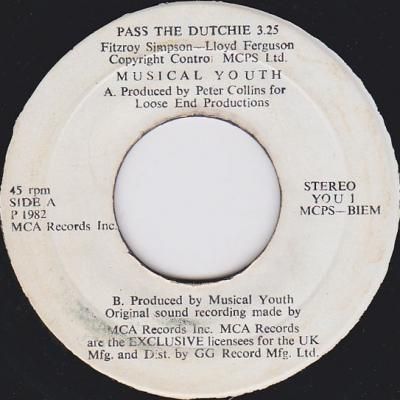 PASS THE DUTCHIE 3.25
Fitzroy Simpson—Lloyd Ferguson
Copyright Control MCPS Ltd.
MUSICAL YOUTH
A. Produced by Peter Collins for
Loose End Productions
45 rpm
SIDE A
P 1982
MCA Records Inc.
STEREO
YOU 1
MCPS—BIEM
B. Produced by Musical Youth
Original sound recording made by
MCA Records Inc. MCA Records
are the EXCLUSIVE licensees for the UK
Mfg. and Dist. by GG Record Mfg. Ltd.